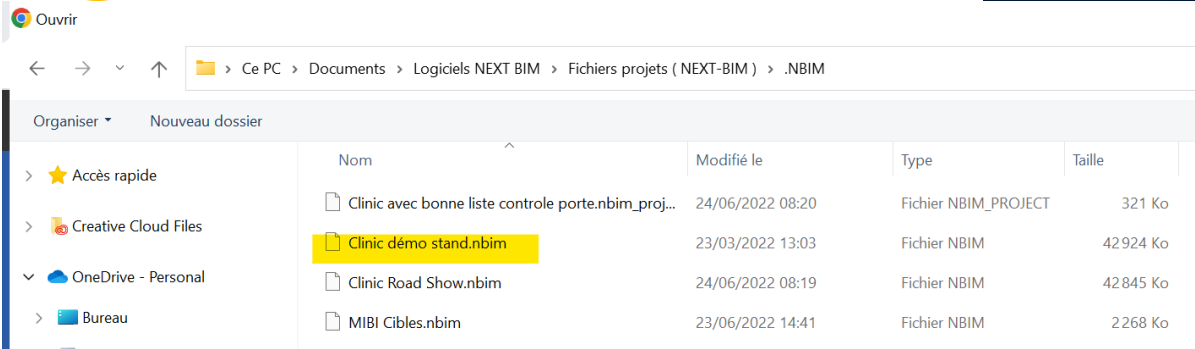 Ouvrir
Ce PC > Documents > Logiciels NEXT BIM > Fichiers projets ( NEXT-BIM ) > .NBIM
Organiser Nouveau dossier
Nom Modifié le Type Taille
Accès rapide
Creative Cloud Files
OneDrive - Personal
Bureau
Clinic avec bonne liste controle porte.nbim_proj... 24/06/2022 08:20 Fichier NBIM_PROJECT 321 Ko
Clinic démo stand.nbim 23/03/2022 13:03 Fichier NBIM 42 924 Ko
Clinic Road Show.nbim 24/06/2022 08:19 Fichier NBIM 42 845 Ko
MIBI Cibles.nbim 23/06/2022 14:41 Fichier NBIM 2 268 Ko